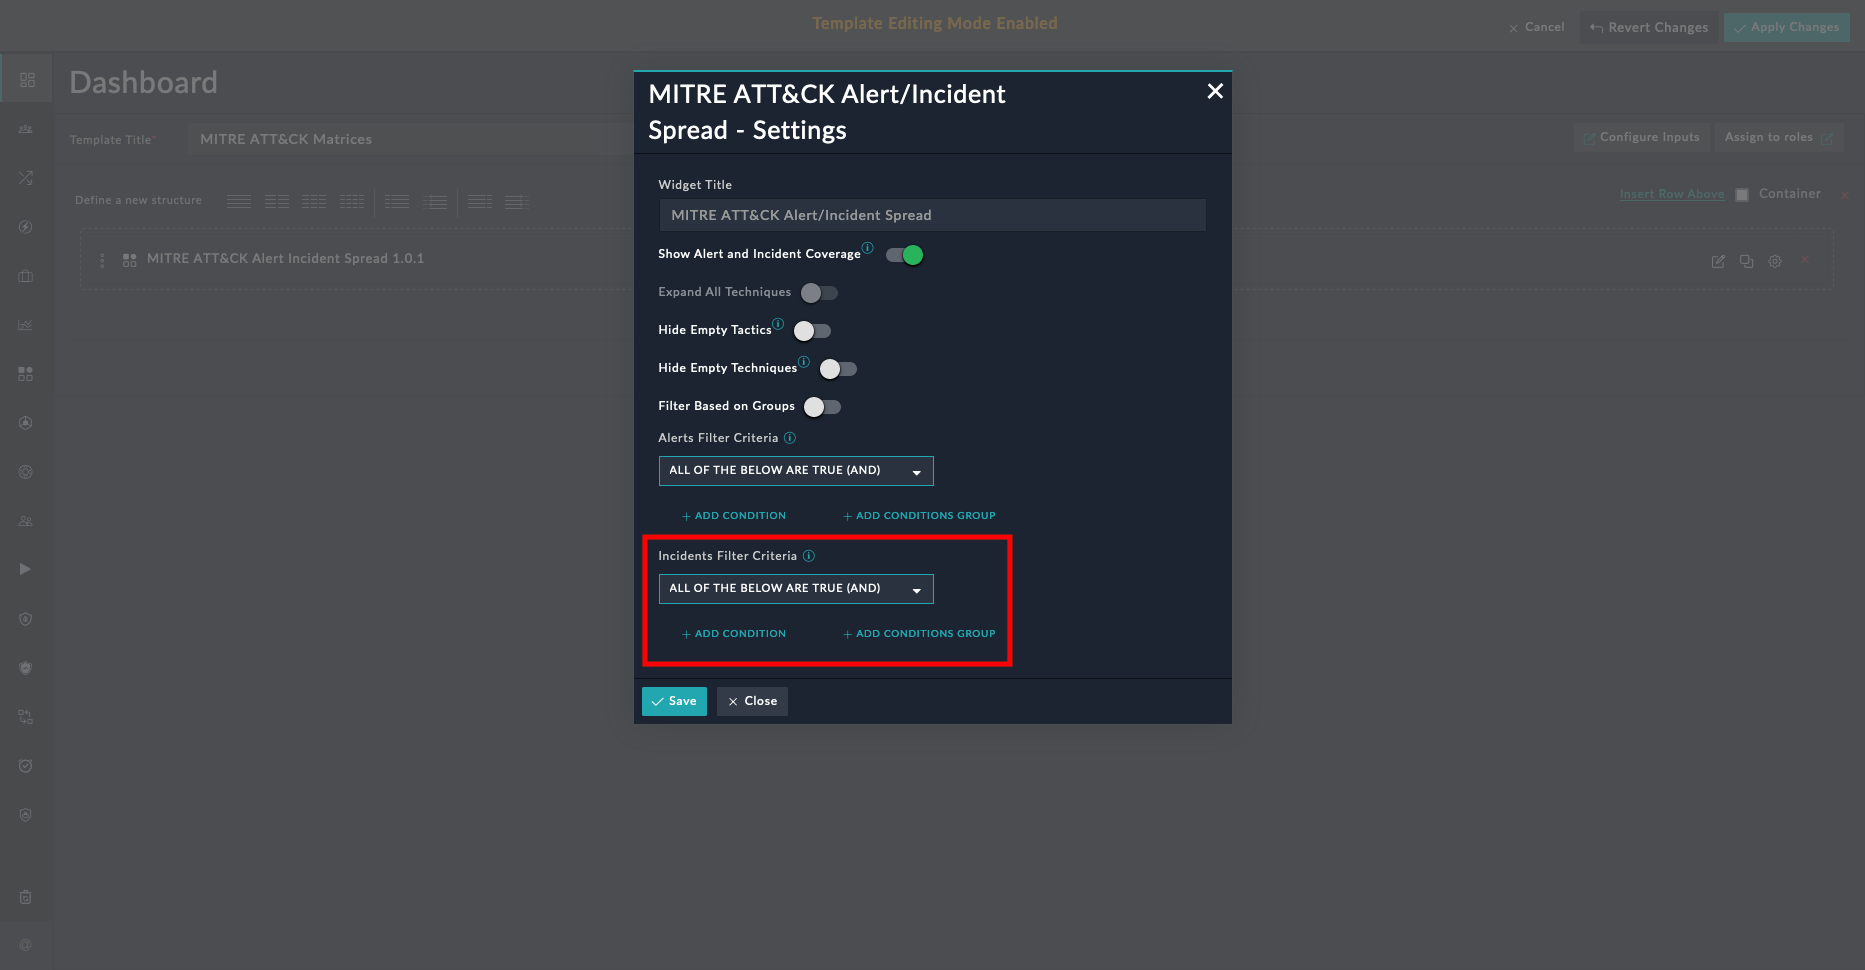 Template Editing Mode Enabled
Cancel
Revert Changes
Apply Changes
Dashboard
Template Title*
MITRE ATT&CK Matrices
Configure Inputs
Assign to roles
Define a new structure
Insert Row Above
Container
MITRE ATT&CK Alert Incident Spread 1.0.1
MITRE ATT&CK Alert/Incident
Spread - Settings
Widget Title
MITRE ATT&CK Alert/Incident Spread
Show Alert and Incident Coverage
Expand All Techniques
Hide Empty Tactics
Hide Empty Techniques
Filter Based on Groups
Alerts Filter Criteria
ALL OF THE BELOW ARE TRUE (AND)
+ ADD CONDITION
+ ADD CONDITIONS GROUP
Incidents Filter Criteria
ALL OF THE BELOW ARE TRUE (AND)
+ ADD CONDITION
+ ADD CONDITIONS GROUP
Save
Close